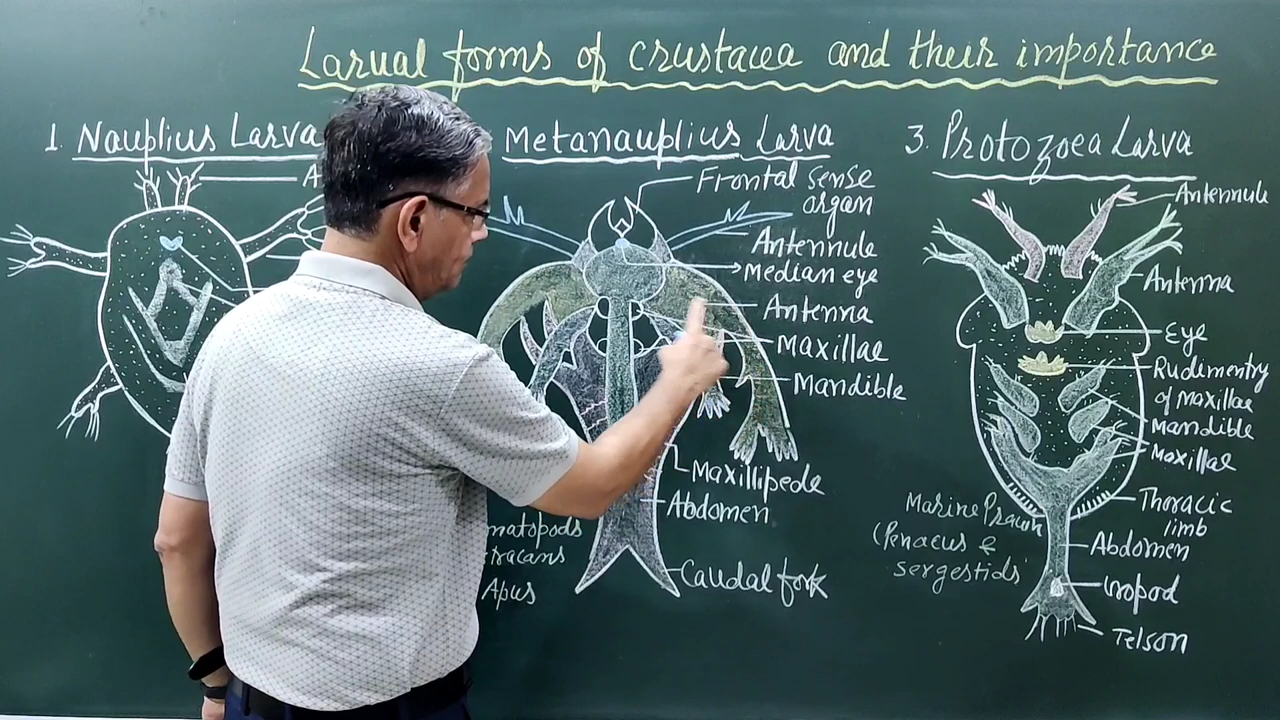 Larval forms of crustacea and their importance
1. Nauplius Larva
Metanauplius Larva
Frontal sense
organ
Antennule
Median eye
Antenna
Maxillae
Mandible
Maxillipede
Abdomen
Caudal fork
Apus
3. Protozoea Larva
Antennule
Antenna
Eye
Rudementry
of maxillae
Mandible
Maxillae
Thoracic
limb
Abdomen
Uropod
Telson
Marine Prawn
(Penaeus &
sergestids